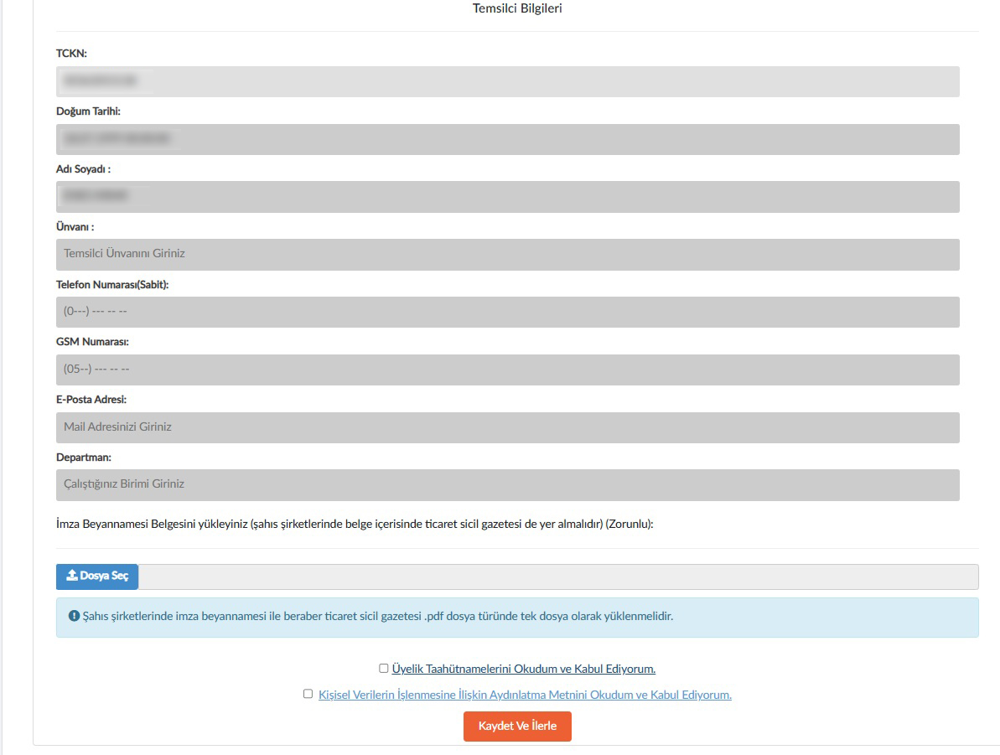 Temsilci Bilgileri
TCKN:
Doğum Tarihi:
Adı Soyadı :
Ünvanı :
Temsilci Ünvanını Giriniz
Telefon Numarası(Sabit):
(0---) --- -- --
GSM Numarası:
(05--) --- -- --
E-Posta Adresi:
Mail Adresinizi Giriniz
Departman:
Çalıştığınız Birimi Giriniz
İmza Beyannamesi Belgesini yükleyiniz (şahıs şirketlerinde belge içerisinde ticaret sicil gazetesi de yer almalıdır) (Zorunlu):
Dosya Seç
Şahıs şirketlerinde imza beyannamesi ile beraber ticaret sicil gazetesi .pdf dosya türünde tek dosya olarak yüklenmelidir.
Üyelik Taahütnamelerini Okudum ve Kabul Ediyorum.
Kişisel Verilerin İşlenmesine İlişkin Aydınlatma Metnini Okudum ve Kabul Ediyorum.
Kaydet Ve İlerle